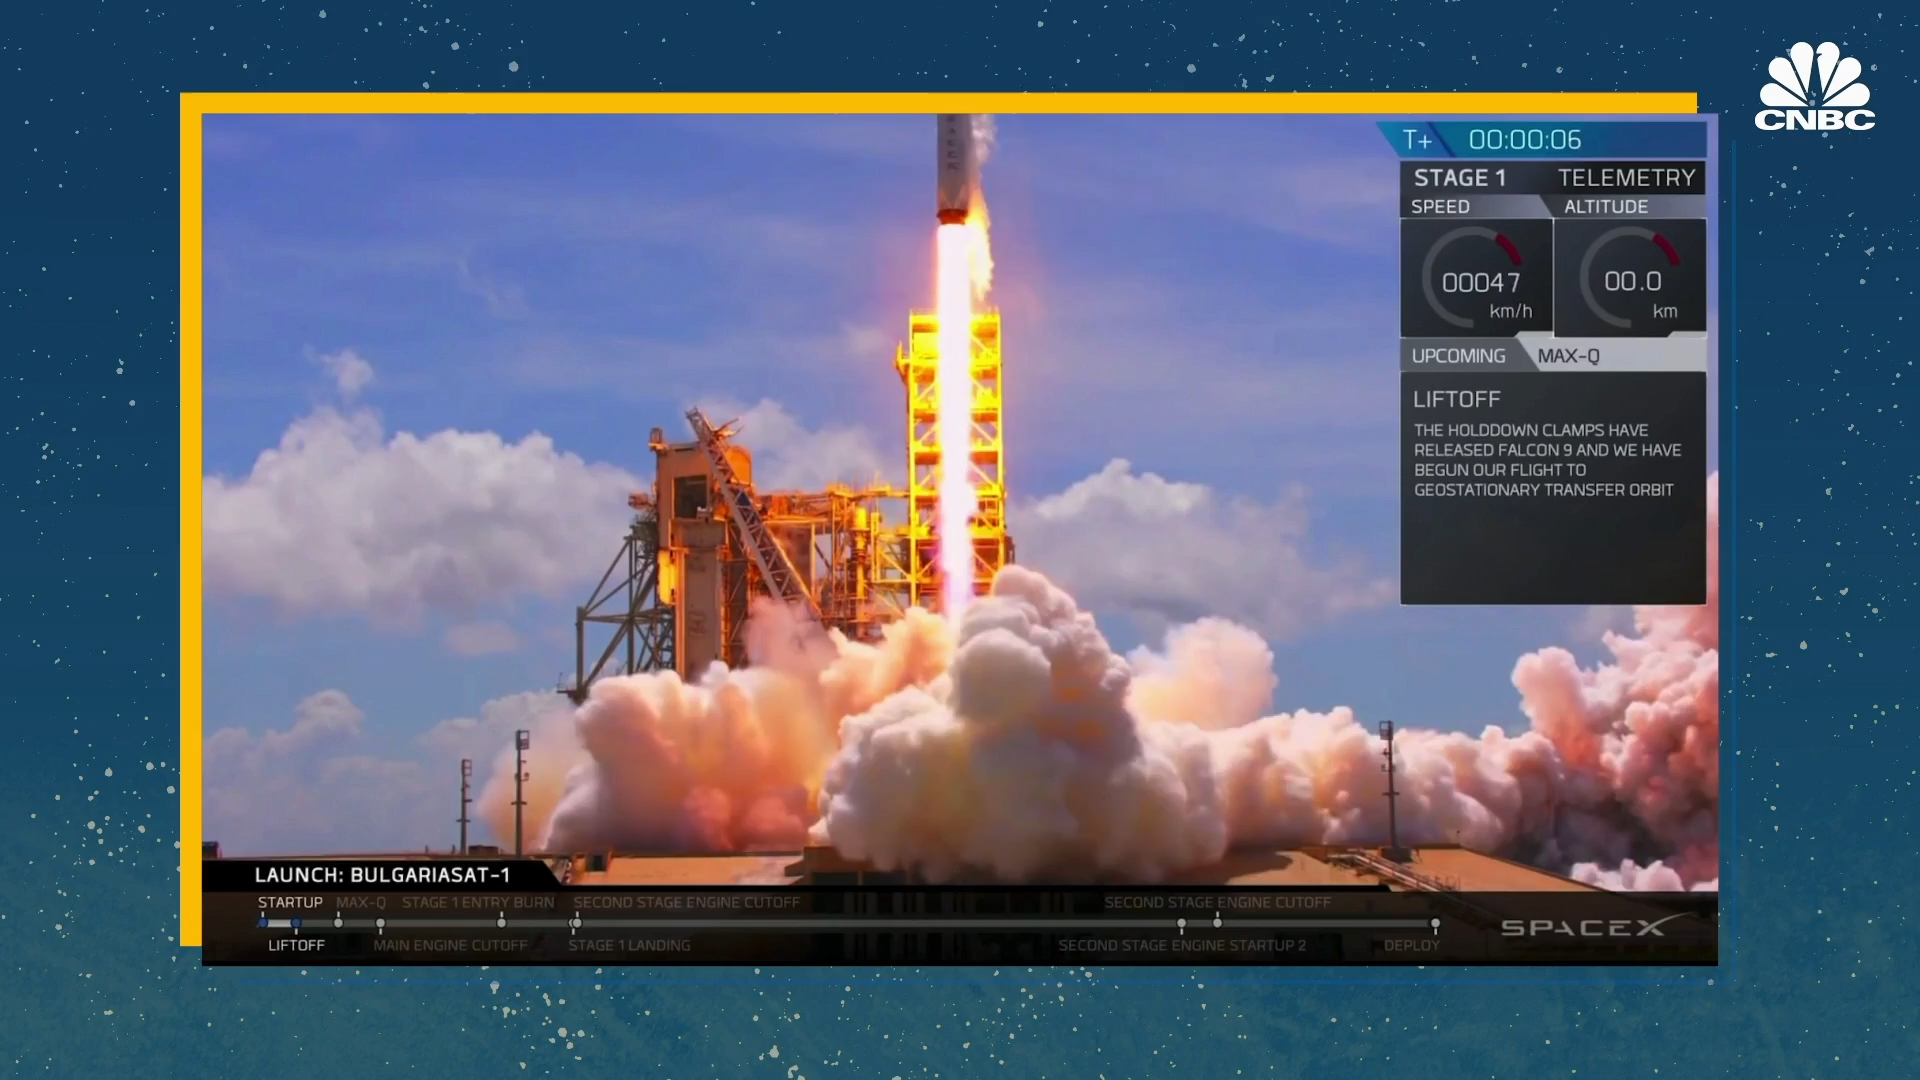 CNBC
T+ 00:00:06
STAGE 1 TELEMETRY
SPEED ALTITUDE
00047 00.0
km/h km
UPCOMING MAX-Q
LIFTOFF
THE HOLDDOWN CLAMPS HAVE
RELEASED FALCON 9 AND WE HAVE
BEGUN OUR FLIGHT TO
GEOSTATIONARY TRANSFER ORBIT
LAUNCH: BULGARIASAT-1
STARTUP MAX-Q STAGE 1 ENTRY BURN SECOND STAGE ENGINE CUTOFF SECOND STAGE ENGINE CUTOFF
LIFTOFF MAIN ENGINE CUTOFF STAGE 1 LANDING SECOND STAGE ENGINE STARTUP 2 DEPLOY
SPACEX